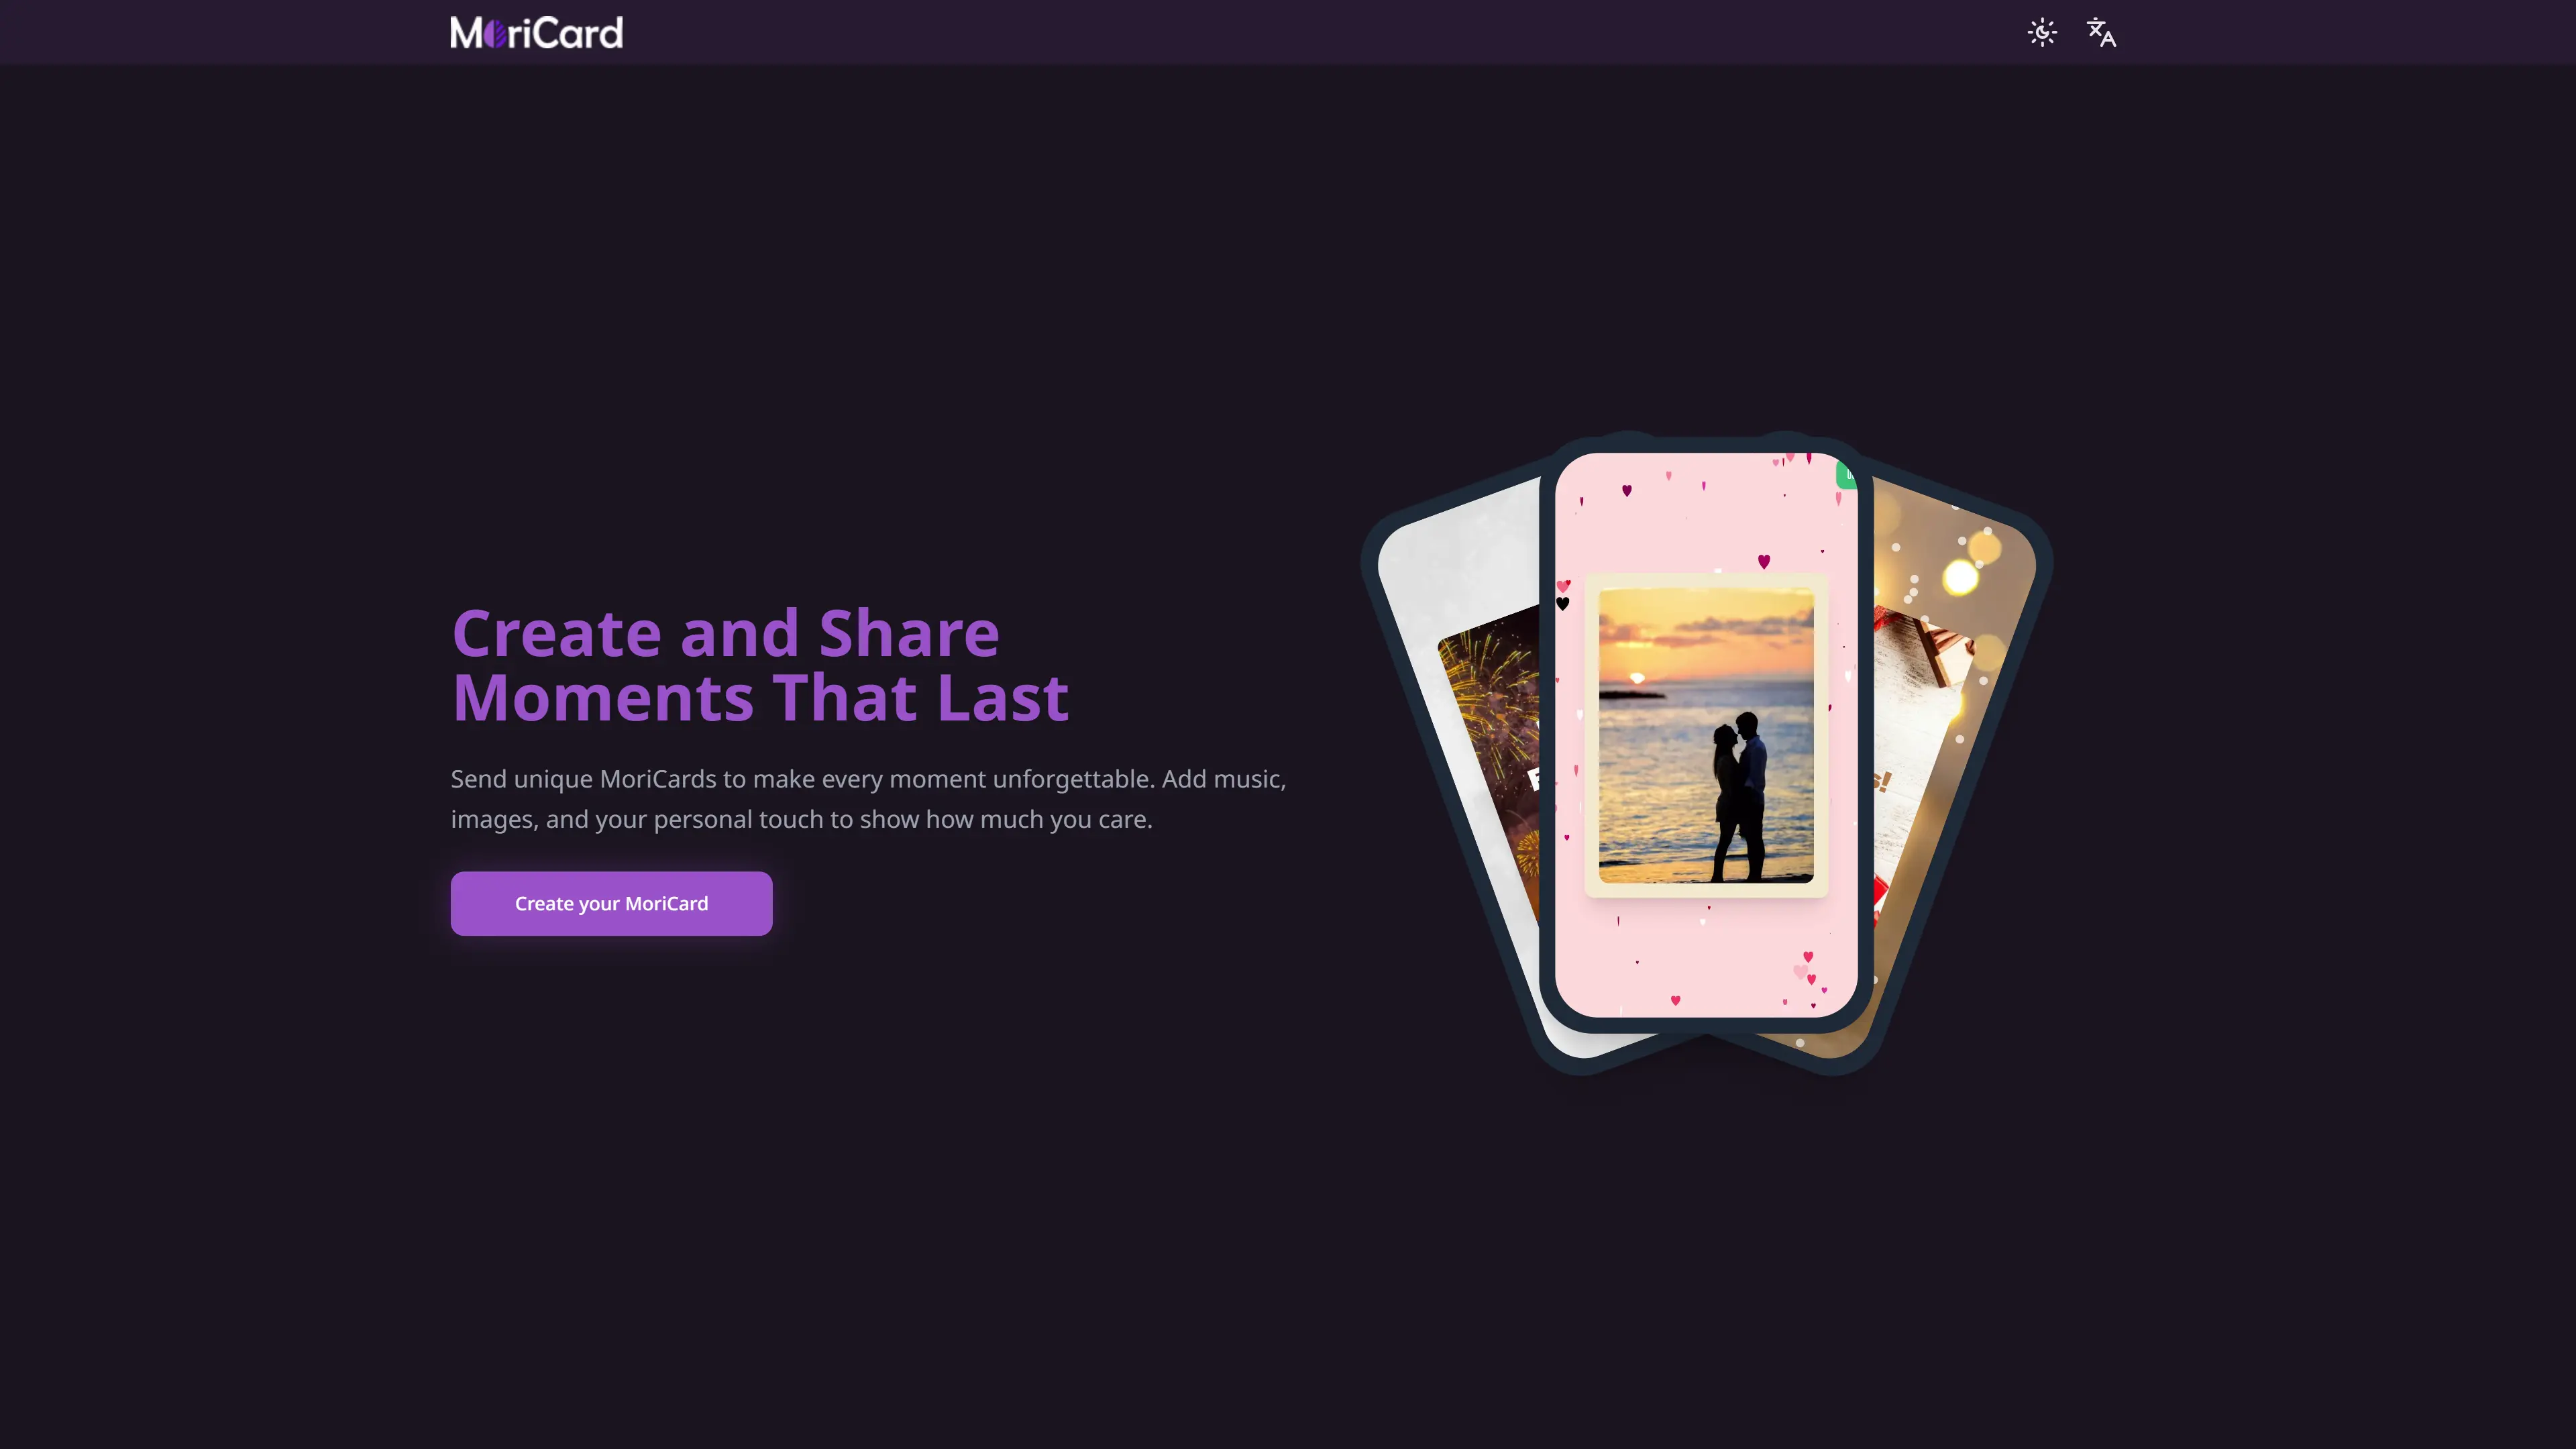 MoriCard
Create and Share
Moments That Last
Send unique MoriCards to make every moment unforgettable. Add music,
images, and your personal touch to show how much you care.
Create your MoriCard